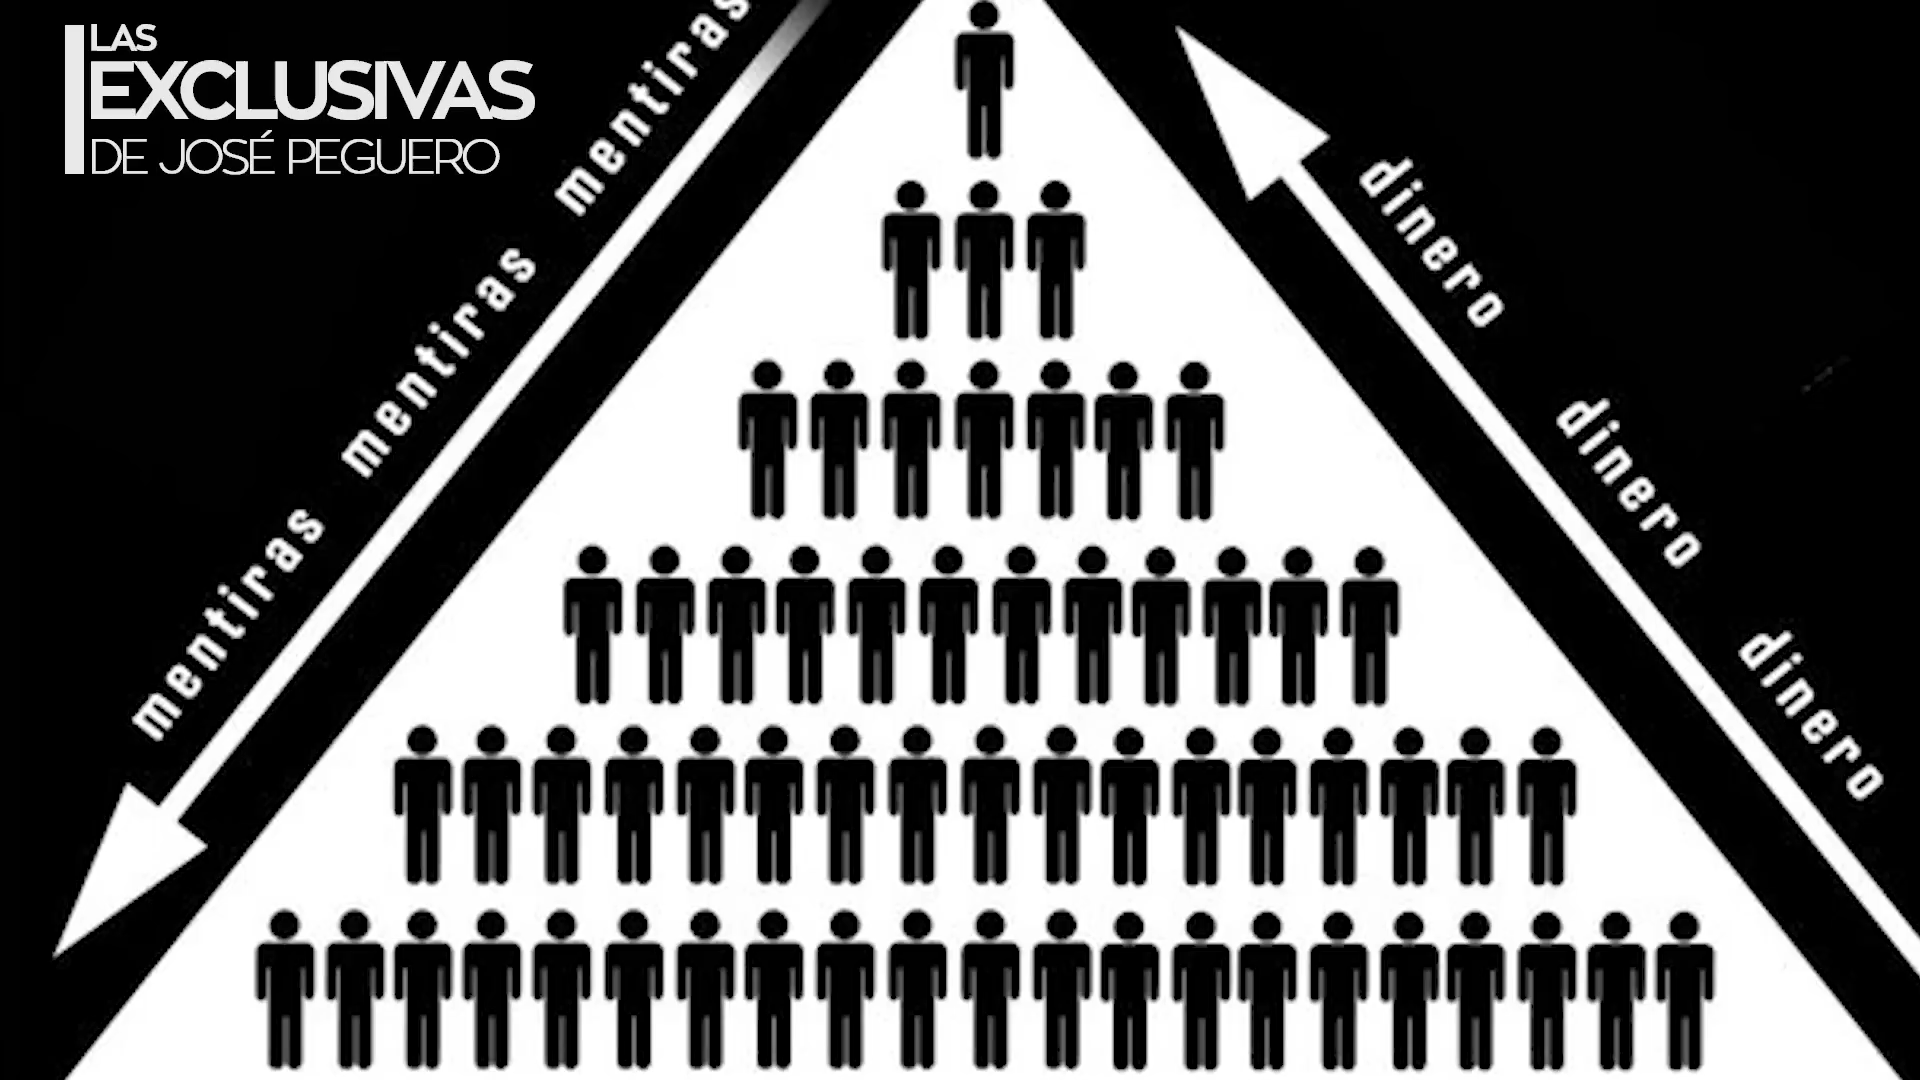 LAS
EXCLUSIVAS
DE JOSÉ PEGUERO
mentiras mentiras mentiras
dinero dinero dinero